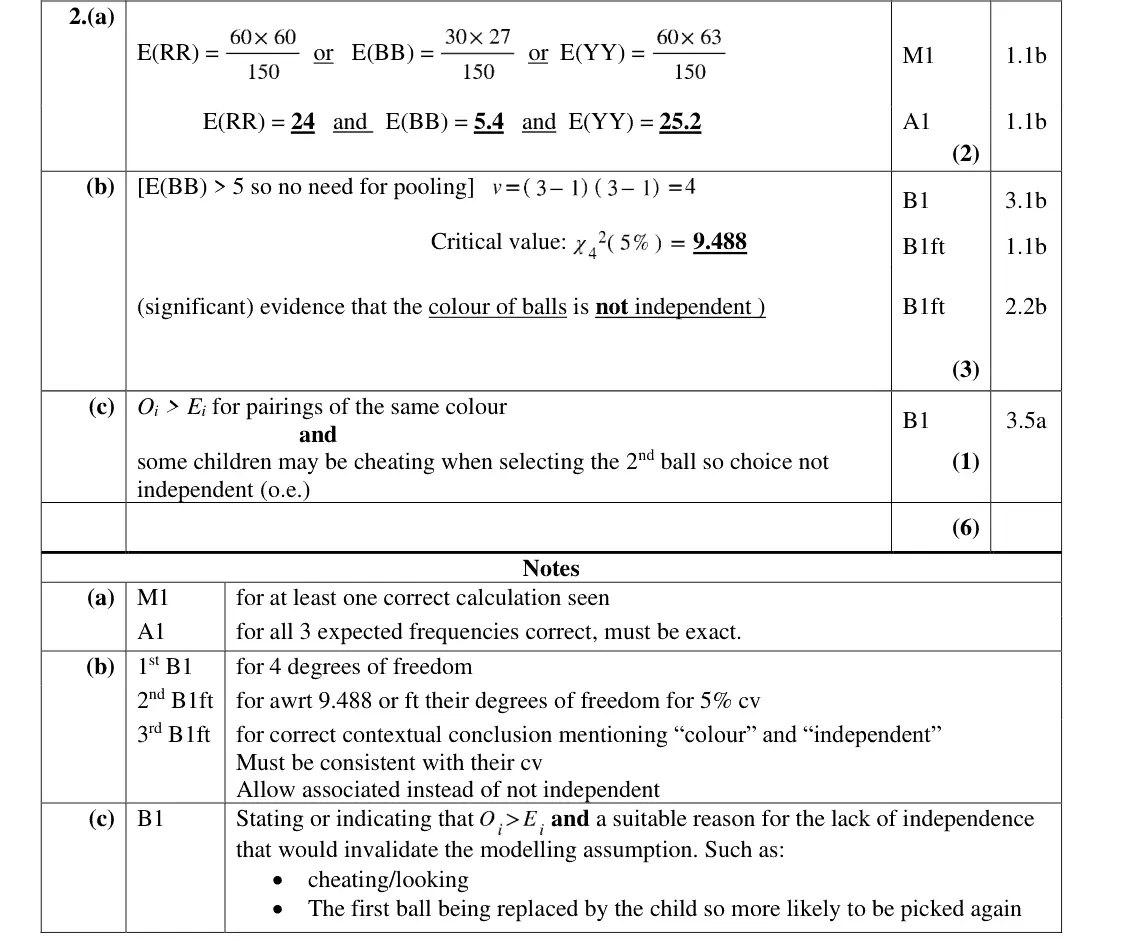 2.(a)
E(RR) = 60 × 60 / 150 or E(BB) = 30 × 27 / 150 or E(YY) = 60 × 63 / 150 M1 1.1b
E(RR) = 24 and E(BB) = 5.4 and E(YY) = 25.2 A1 1.1b
(2)
(b) [E(BB) > 5 so no need for pooling] ν = ( 3 – 1) ( 3 – 1) = 4 B1 3.1b
Critical value: χ₄²( 5% ) = 9.488 B1ft 1.1b
(significant) evidence that the colour of balls is not independent ) B1ft 2.2b
(3)
(c) Oᵢ > Eᵢ for pairings of the same colour
and B1 3.5a
some children may be cheating when selecting the 2nd ball so choice not (1)
independent (o.e.)
(6)
Notes
(a) M1 for at least one correct calculation seen
A1 for all 3 expected frequencies correct, must be exact.
(b) 1st B1 for 4 degrees of freedom
2nd B1ft for awrt 9.488 or ft their degrees of freedom for 5% cv
3rd B1ft for correct contextual conclusion mentioning “colour” and “independent”
Must be consistent with their cv
Allow associated instead of not independent
(c) B1 Stating or indicating that Oᵢ > Eᵢ and a suitable reason for the lack of independence
that would invalidate the modelling assumption. Such as:
• cheating/looking
• The first ball being replaced by the child so more likely to be picked again